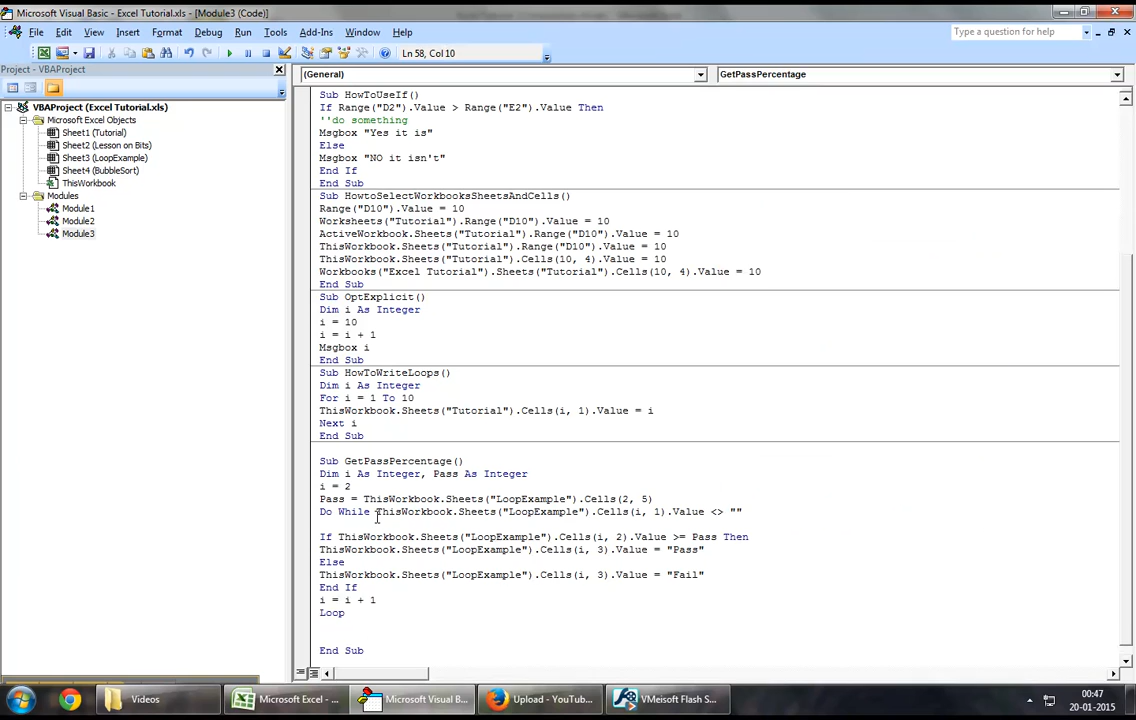 Microsoft Visual Basic - Excel Tutorial.xls - [Module3 (Code)]
File Edit View Insert Format Debug Run Tools Add-Ins Window Help
Type a question for help
Ln 58, Col 10
Project - VBAProject
(General)
GetPassPercentage
VBAProject (Excel Tutorial.xls)
Microsoft Excel Objects
Sheet1 (Tutorial)
Sheet2 (Lesson on Bits)
Sheet3 (LoopExample)
Sheet4 (BubbleSort)
ThisWorkbook
Modules
Module1
Module2
Module3
Sub HowToUseIf()
If Range("D2").Value > Range("E2").Value Then
''do something
Msgbox "Yes it is"
Else
Msgbox "NO it isn't"
End If
End Sub
Sub HowtoSelectWorkbooksSheetsAndCells()
Range("D10").Value = 10
Worksheets("Tutorial").Range("D10").Value = 10
ActiveWorkbook.Sheets("Tutorial").Range("D10").Value = 10
ThisWorkbook.Sheets("Tutorial").Range("D10").Value = 10
ThisWorkbook.Sheets("Tutorial").Cells(10, 4).Value = 10
Workbooks("Excel Tutorial").Sheets("Tutorial").Cells(10, 4).Value = 10
End Sub
Sub OptExplicit()
Dim i As Integer
i = 10
i = i + 1
Msgbox i
End Sub
Sub HowToWriteLoops()
Dim i As Integer
For i = 1 To 10
ThisWorkbook.Sheets("Tutorial").Cells(i, 1).Value = i
Next i
End Sub
Sub GetPassPercentage()
Dim i As Integer, Pass As Integer
i = 2
Pass = ThisWorkbook.Sheets("LoopExample").Cells(2, 5)
Do While ThisWorkbook.Sheets("LoopExample").Cells(i, 1).Value <> ""
If ThisWorkbook.Sheets("LoopExample").Cells(i, 2).Value >= Pass Then
ThisWorkbook.Sheets("LoopExample").Cells(i, 3).Value = "Pass"
Else
ThisWorkbook.Sheets("LoopExample").Cells(i, 3).Value = "Fail"
End If
i = i + 1
Loop
End Sub
Videos
Microsoft Excel - ...
Microsoft Visual B...
Upload - YouTub...
VMeisoft Flash S...
00:47
20-01-2015